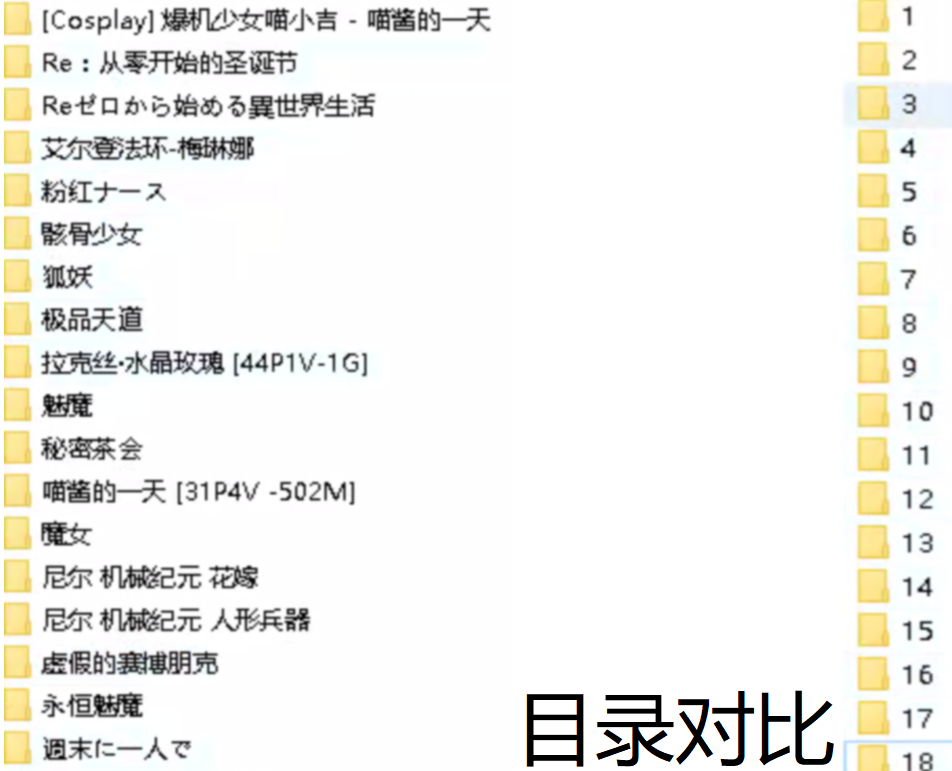 [Cosplay] 爆机少女喵小吉 - 喵酱的一天
Re：从零开始的圣诞节
Reゼロから始める異世界生活
艾尔登法环-梅琳娜
粉红ナース
骸骨少女
狐妖
极品天道
拉克丝·水晶玫瑰 [44P1V-1G]
魅魔
秘密茶会
喵酱的一天 [31P4V -502M]
魔女
尼尔 机械纪元 花嫁
尼尔 机械纪元 人形兵器
虚假的赛博朋克
永恒魅魔
週末に一人で
1
2
3
4
5
6
7
8
9
10
11
12
13
14
15
16
17
18
目录对比